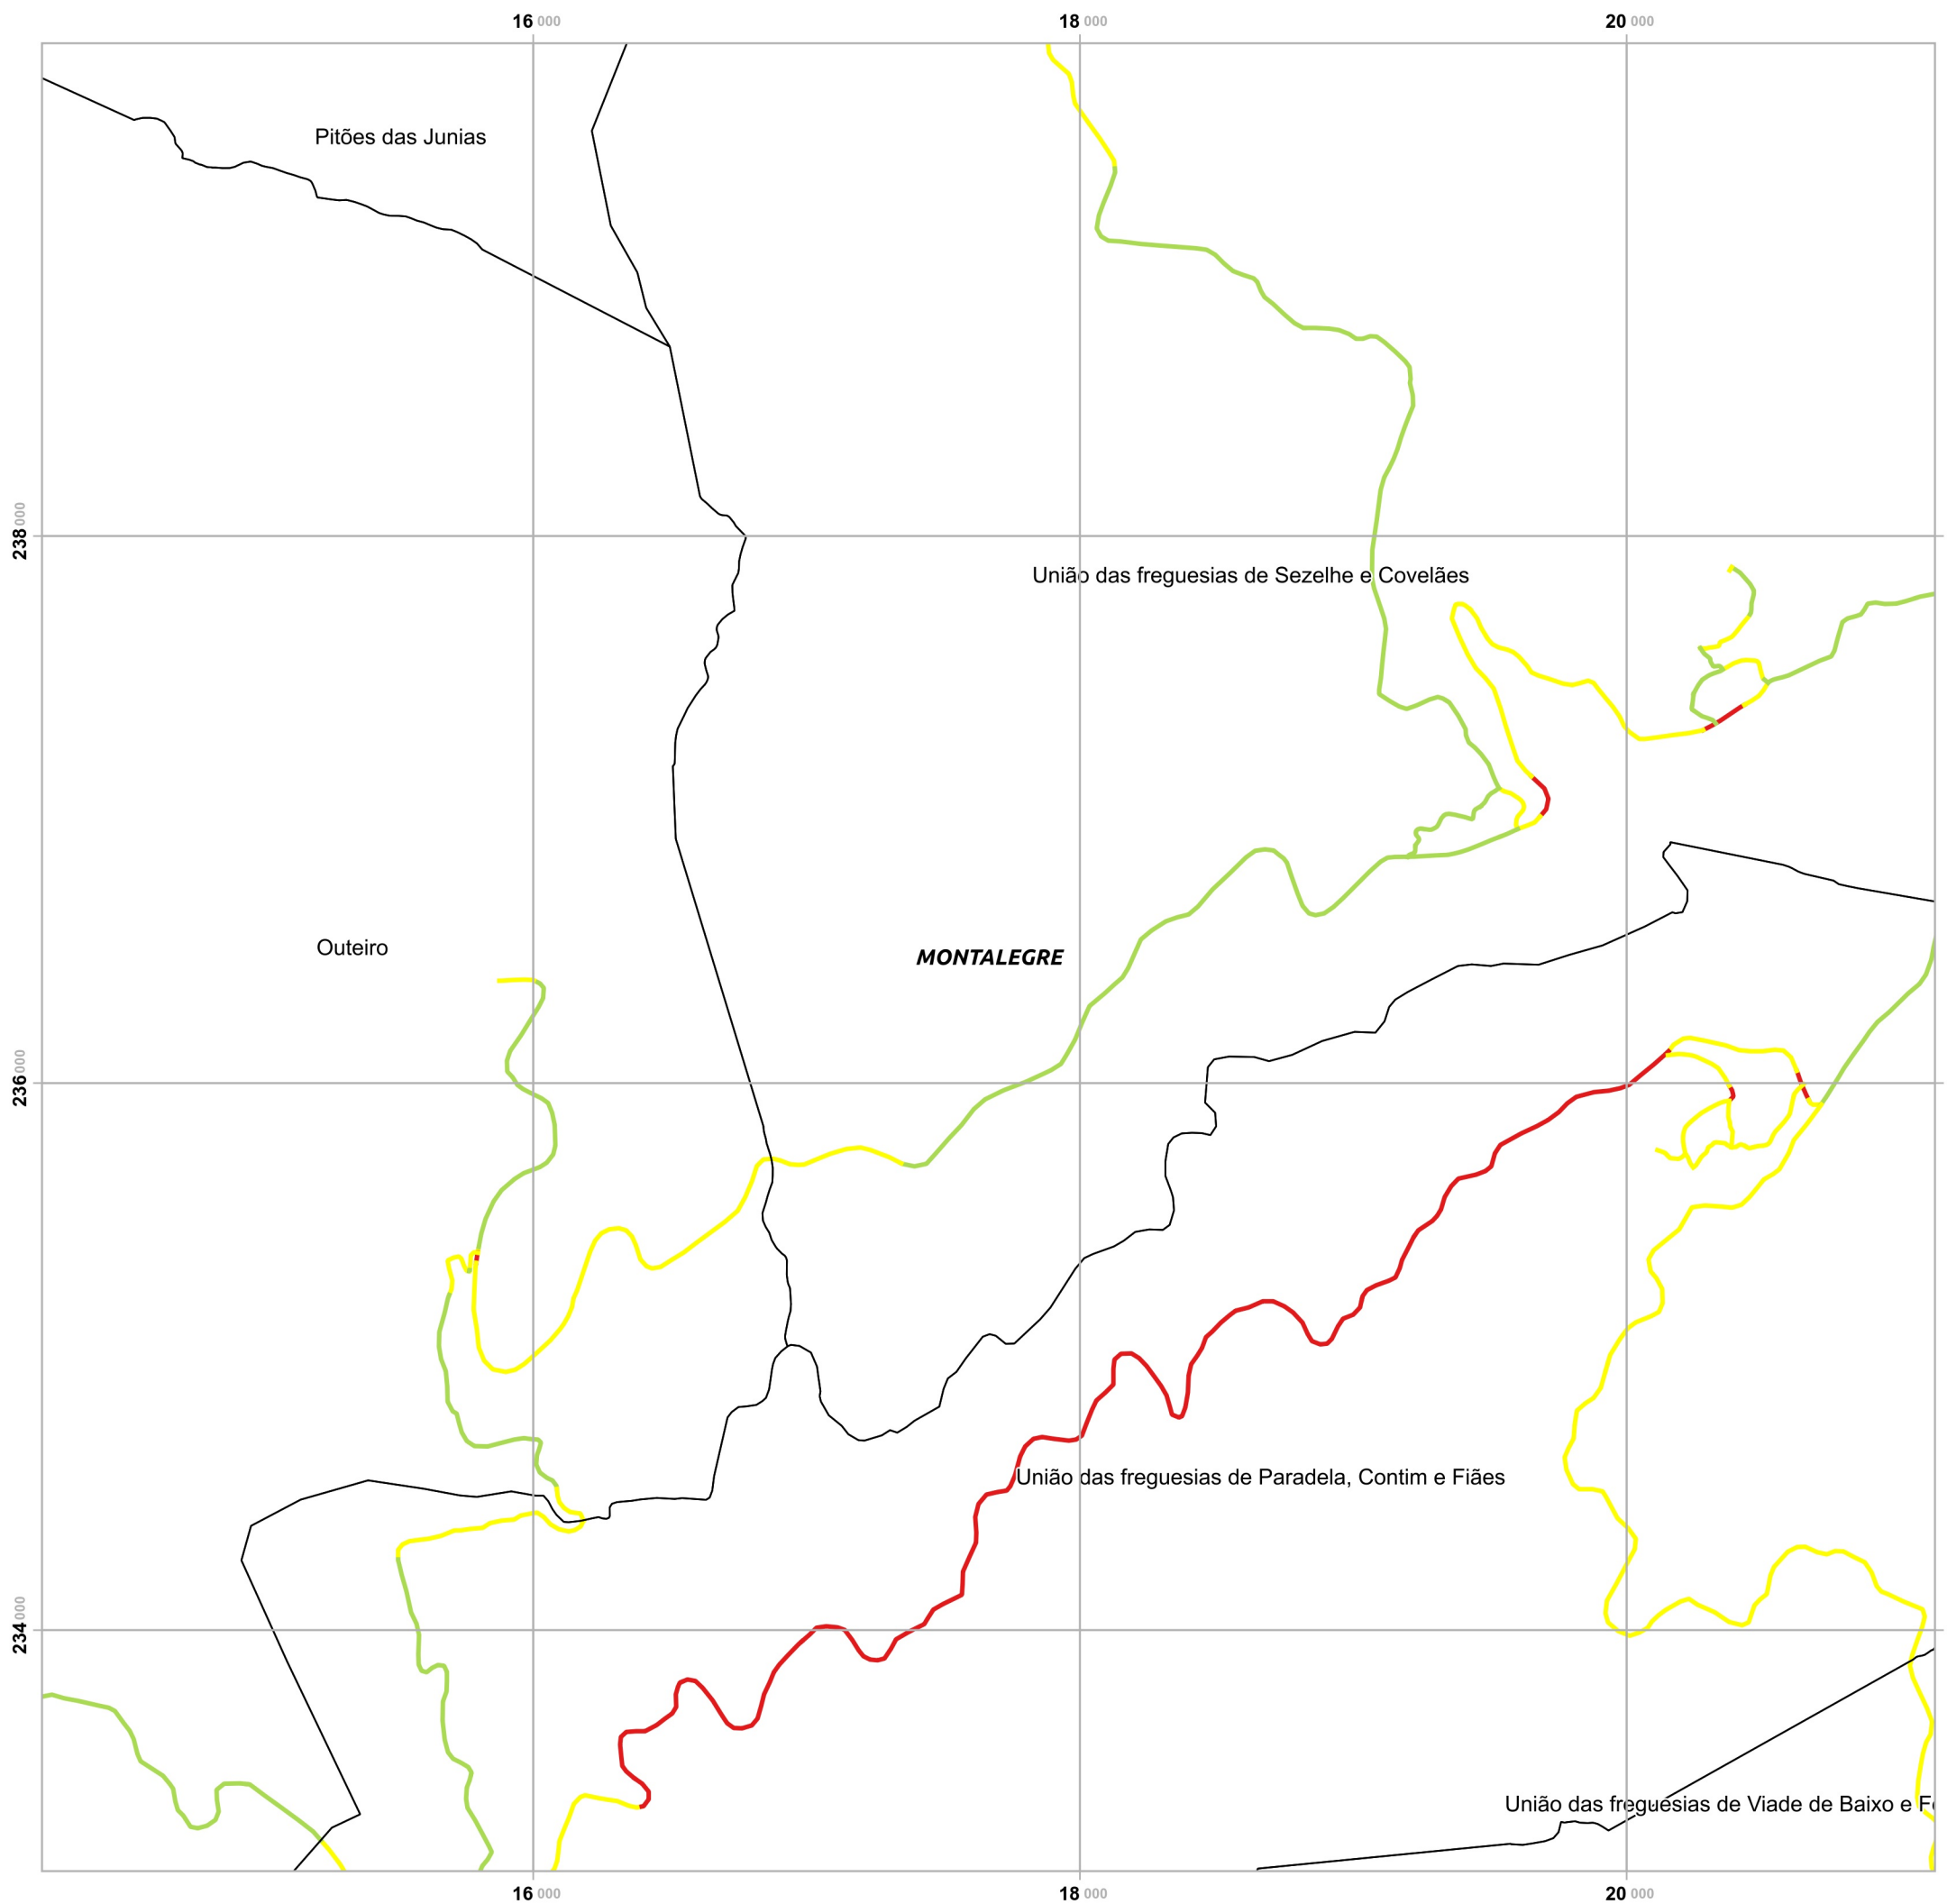 16 000 18 000 20 000
Pitões das Junias
238 000
União das freguesias de Sezelhe e Covelães
Outeiro
MONTALEGRE
236 000
União das freguesias de Paradela, Contim e Fiães
234 000
União das freguesias de Viade de Baixo e F
16 000 18 000 20 000